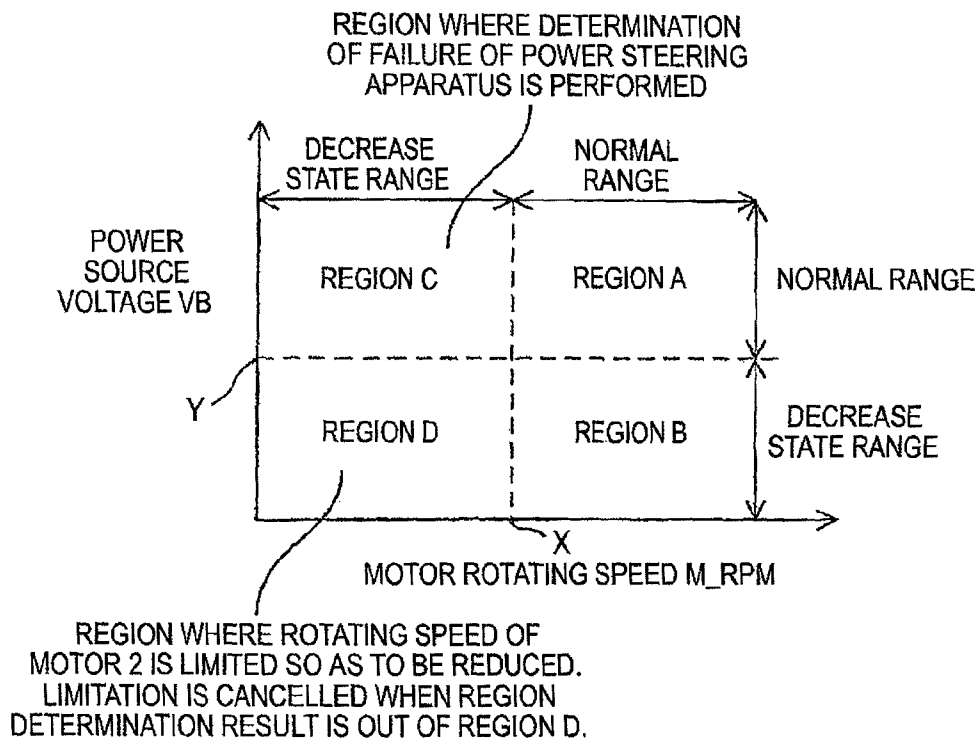 REGION WHERE DETERMINATION
OF FAILURE OF POWER STEERING
APPARATUS IS PERFORMED
DECREASE
STATE RANGE
NORMAL
RANGE
POWER
SOURCE
VOLTAGE VB
REGION C
REGION A
NORMAL RANGE
Y
REGION D
REGION B
DECREASE
STATE RANGE
X
MOTOR ROTATING SPEED M_RPM
REGION WHERE ROTATING SPEED OF
MOTOR 2 IS LIMITED SO AS TO BE REDUCED.
LIMITATION IS CANCELLED WHEN REGION
DETERMINATION RESULT IS OUT OF REGION D.